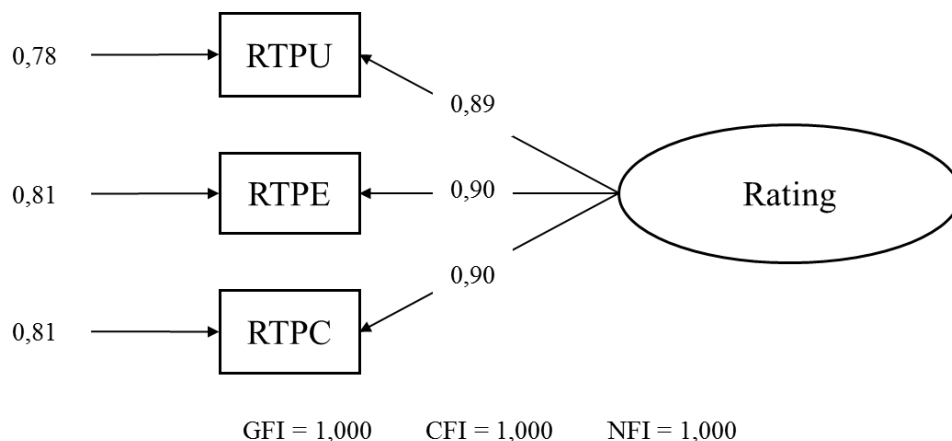 0,78
RTPU
0,89
0,81
RTPE
0,90
Rating
0,90
0,81
RTPC
GFI = 1,000 CFI = 1,000 NFI = 1,000